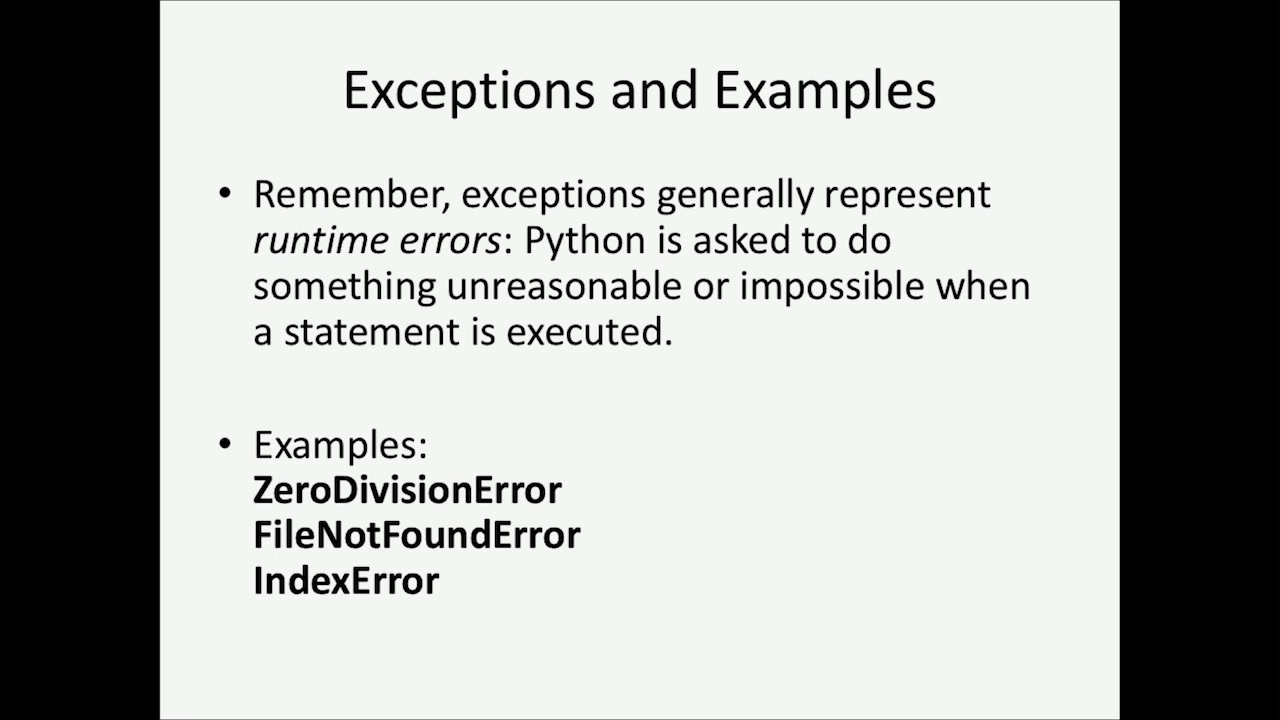 Exceptions and Examples
• Remember, exceptions generally represent
runtime errors: Python is asked to do
something unreasonable or impossible when
a statement is executed.
• Examples:
ZeroDivisionError
FileNotFoundError
IndexError